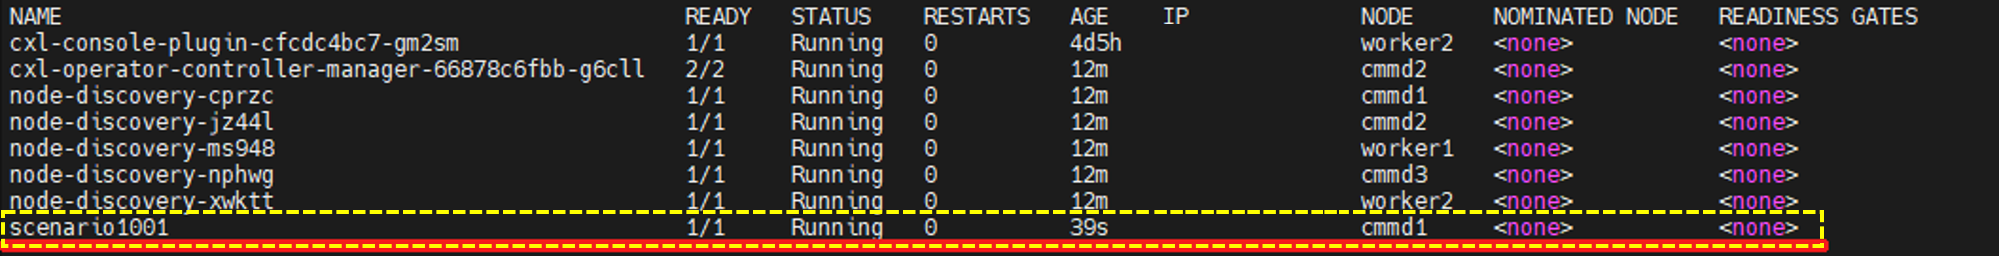 NAME READY STATUS RESTARTS AGE IP NODE NOMINATED NODE READINESS GATES
cxl-console-plugin-cfcdc4bc7-gm2sm 1/1 Running 0 4d5h worker2 <none> <none>
cxl-operator-controller-manager-66878c6fbb-g6cll 2/2 Running 0 12m cmmd2 <none> <none>
node-discovery-cprzc 1/1 Running 0 12m cmmd1 <none> <none>
node-discovery-jz44l 1/1 Running 0 12m cmmd2 <none> <none>
node-discovery-ms948 1/1 Running 0 12m worker1 <none> <none>
node-discovery-nphwg 1/1 Running 0 12m cmmd3 <none> <none>
node-discovery-xwktt 1/1 Running 0 12m worker2 <none> <none>
scenario1001 1/1 Running 0 39s cmmd1 <none> <none>